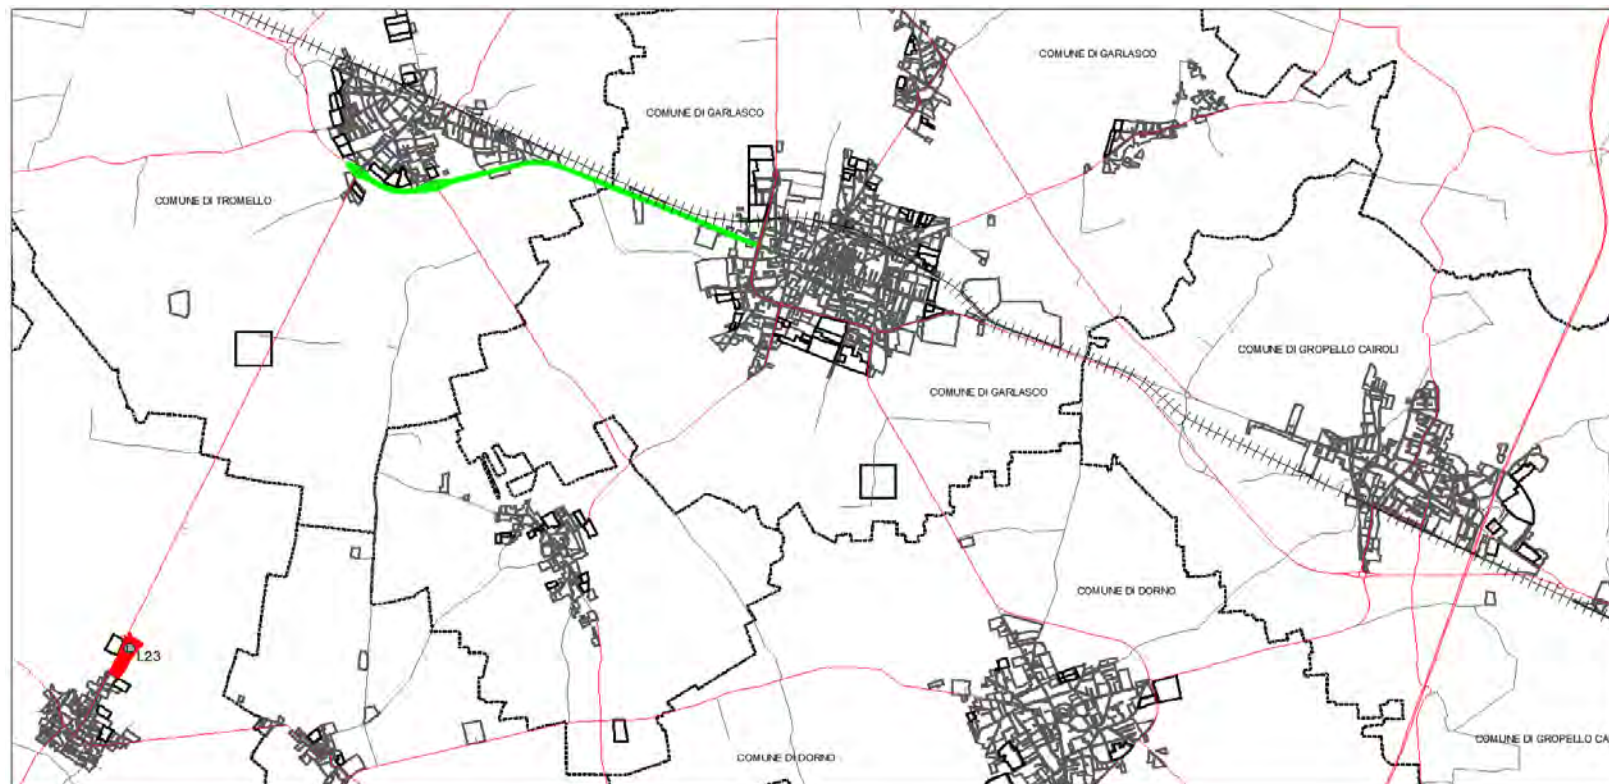 COMUNE DI GARLASCO
COMUNE DI GARLASCO
COMUNE DI TROMELLO
COMUNE DI GROPELLO CAIROLI
COMUNE DI GARLASCO
COMUNE DI DORNO
L23
COMUNE DI GROPELLO CA
COMUNE DI DORNO